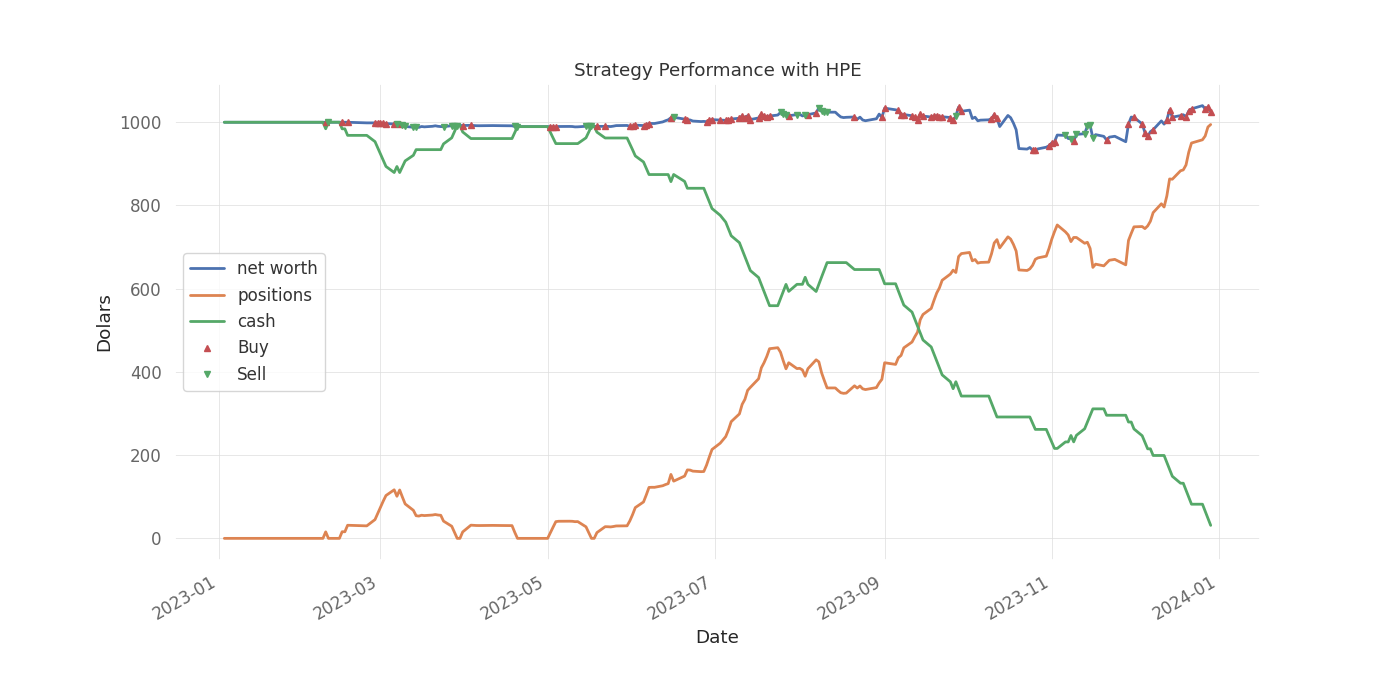 Strategy Performance with HPE
1000
800
600
400
200
0
Dolars
net worth
positions
cash
Buy
Sell
2023-01
2023-03
2023-05
2023-07
2023-09
2023-11
2024-01
Date